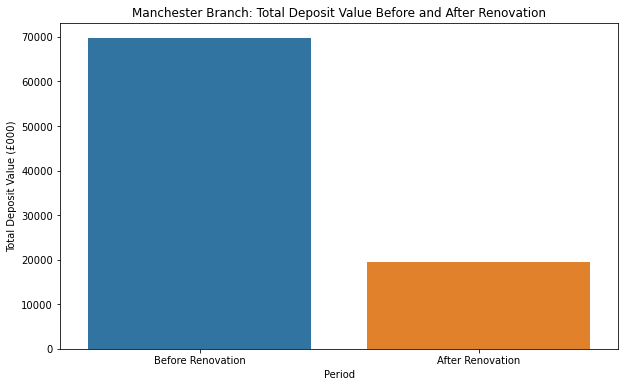 Manchester Branch: Total Deposit Value Before and After Renovation
Total Deposit Value (£000)
70000
60000
50000
40000
30000
20000
10000
0
Before Renovation
After Renovation
Period